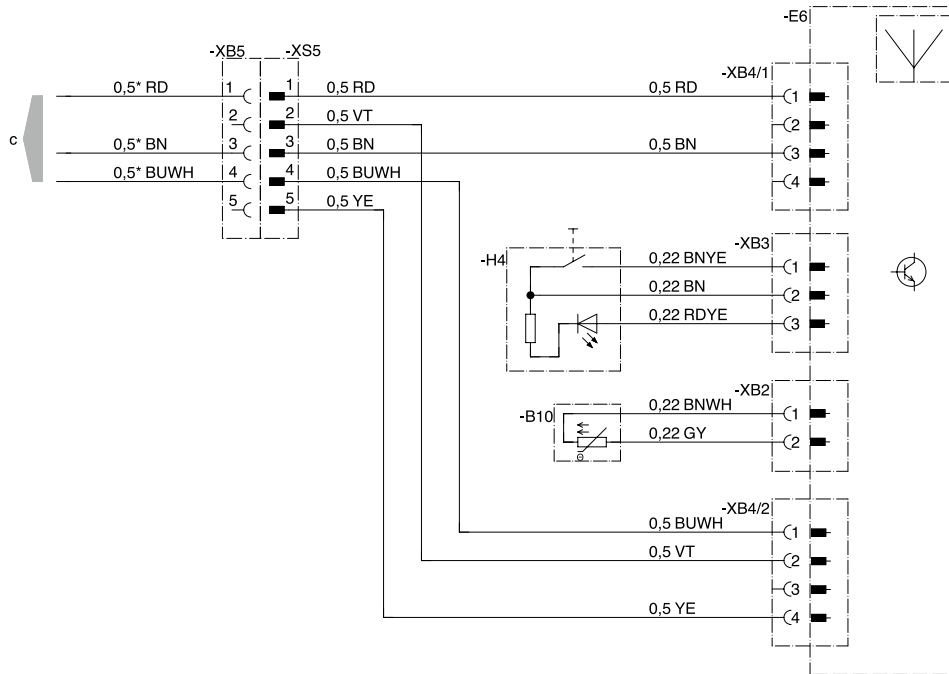 -E6
-XB5 -XS5
-XB4/1
0,5* RD 1 1 0,5 RD 0,5 RD 1
2 2 0,5 VT 2
c
0,5* BN 3 3 0,5 BN 0,5 BN 3
0,5* BUWH 4 4 0,5 BUWH 4
5 5 0,5 YE
-XB3
-H4
0,22 BNYE 1
0,22 BN 2
0,22 RDYE 3
-XB2
-B10
0,22 BNWH 1
0,22 GY 2
-XB4/2
0,5 BUWH 1
0,5 VT 2
3
0,5 YE 4